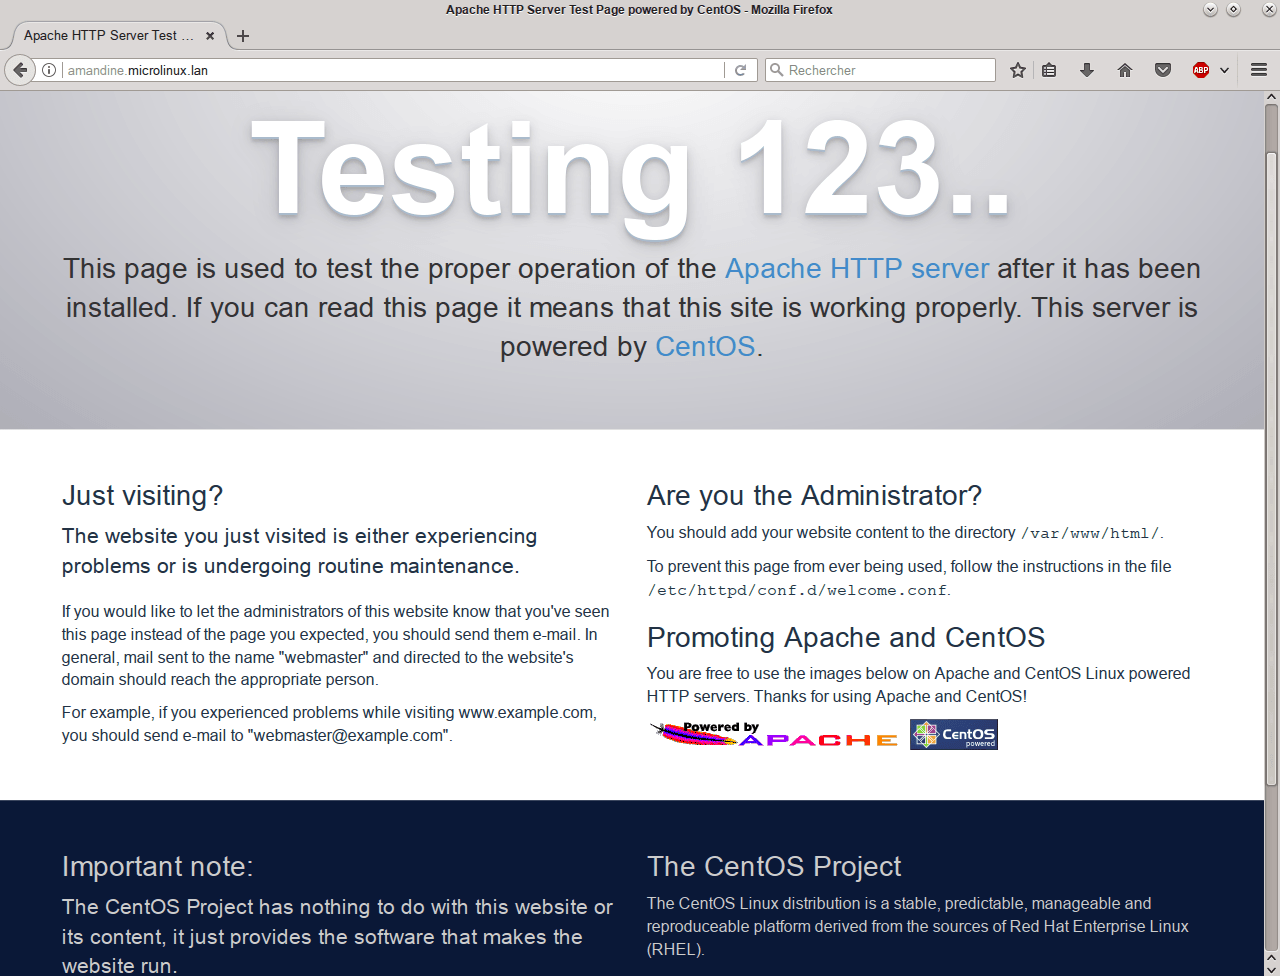 Apache HTTP Server Test Page powered by CentOS - Mozilla Firefox
Apache HTTP Server Test ...
amandine.microlinux.lan
Rechercher
ABP
Testing 123..
This page is used to test the proper operation of the Apache HTTP server after it has been
installed. If you can read this page it means that this site is working properly. This server is
powered by CentOS.
Just visiting?
The website you just visited is either experiencing
problems or is undergoing routine maintenance.
If you would like to let the administrators of this website know that you've seen
this page instead of the page you expected, you should send them e-mail. In
general, mail sent to the name "webmaster" and directed to the website's
domain should reach the appropriate person.
For example, if you experienced problems while visiting www.example.com,
you should send e-mail to "webmaster@example.com".
Are you the Administrator?
You should add your website content to the directory /var/www/html/.
To prevent this page from ever being used, follow the instructions in the file
/etc/httpd/conf.d/welcome.conf.
Promoting Apache and CentOS
You are free to use the images below on Apache and CentOS Linux powered
HTTP servers. Thanks for using Apache and CentOS!
Powered by
APACHE
CentOS
powered
Important note:
The CentOS Project has nothing to do with this website or
its content, it just provides the software that makes the
website run.
The CentOS Project
The CentOS Linux distribution is a stable, predictable, manageable and
reproduceable platform derived from the sources of Red Hat Enterprise Linux
(RHEL).